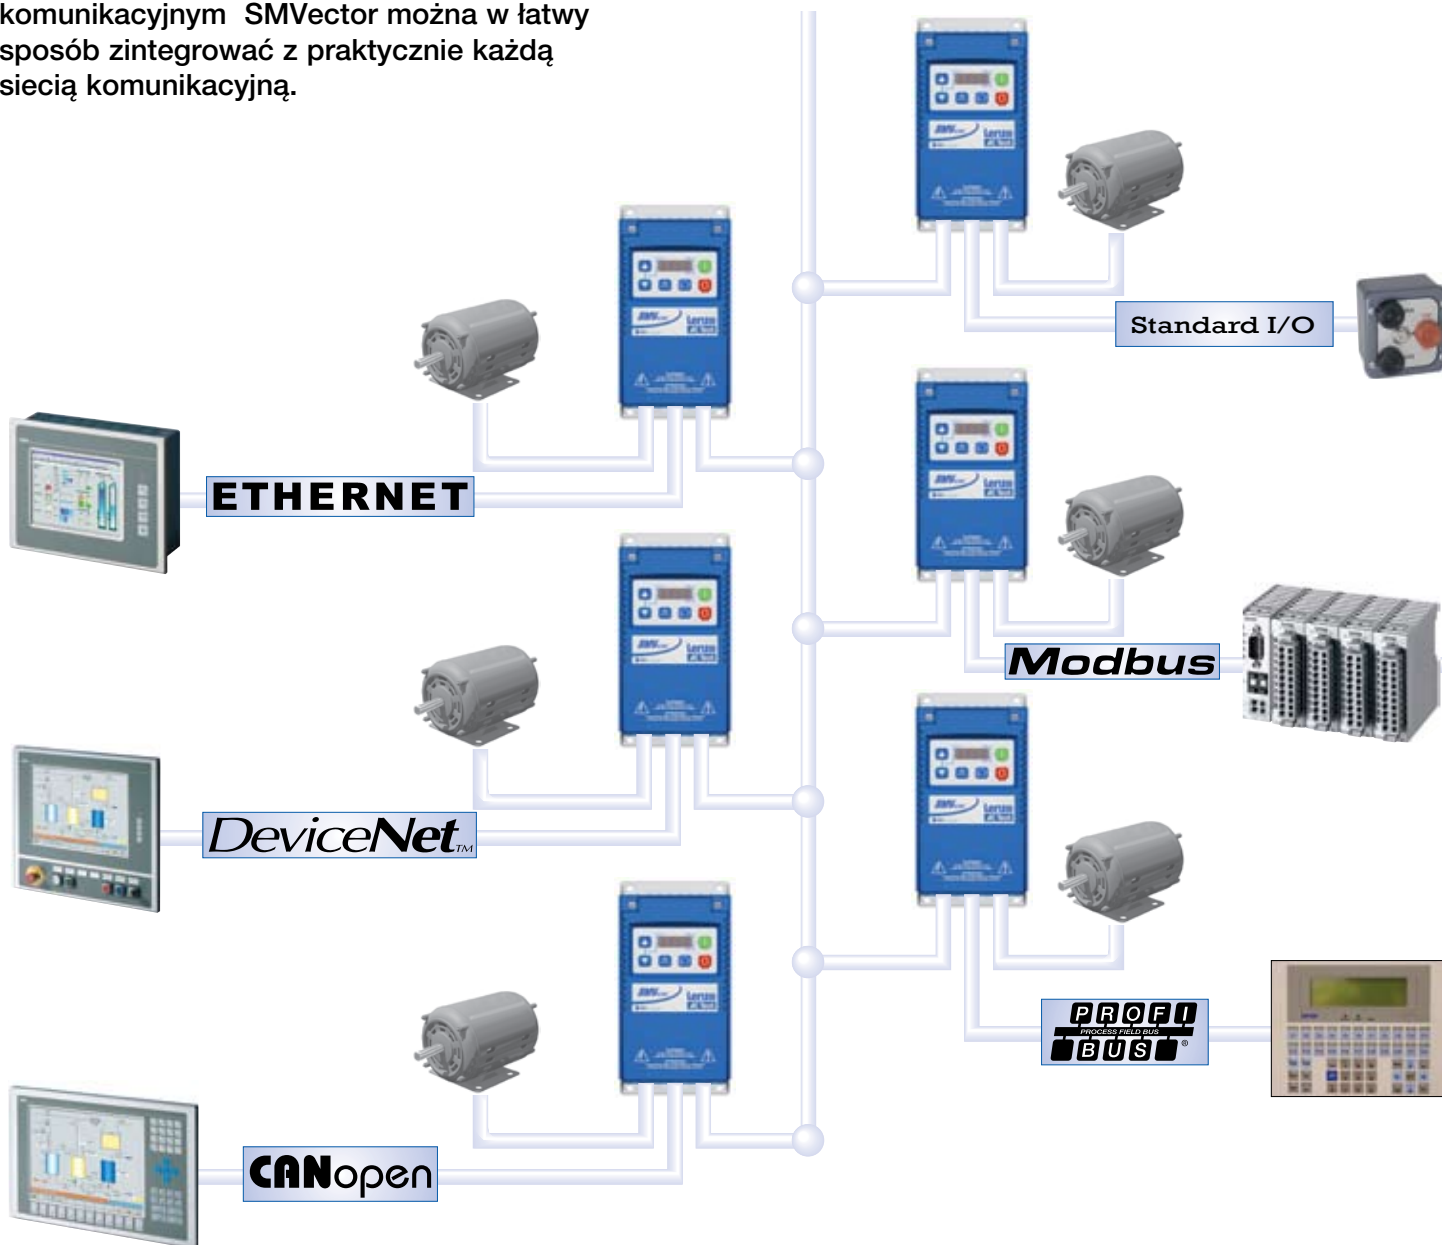 komunikacyjnym SMVector można w łatwy
sposób zintegrować z praktycznie każdą
siecią komunikacyjną.
Standard I/O
ETHERNET
Modbus
DeviceNet™
PROFI
PROCESS FIELD BUS
BUS®
CANopen